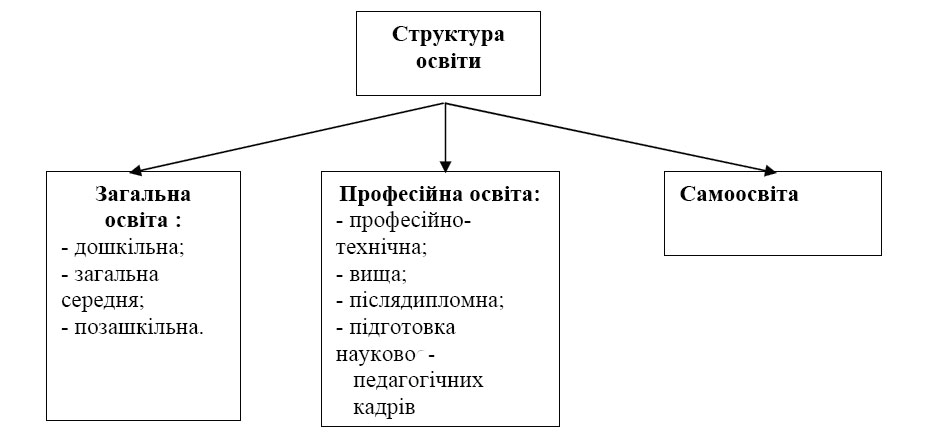 Структура
освіти
Загальна
освіта :
- дошкільна;
- загальна
середня;
- позашкільна.
Професійна освіта:
- професійно-
технічна;
- вища;
- післядипломна;
- підготовка
науково -
педагогічних
кадрів
Самоосвіта